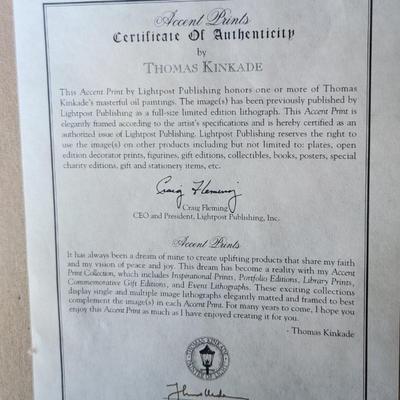 Accent Prints
Certificate Of Authenticity
by
THOMAS KINKADE
This Accent Print by Lightpost Publishing honors one or more of Thomas
Kinkade's masterful oil paintings. The image(s) has been previously published by
Lightpost Publishing as a full-size limited edition lithograph. This Accent Print is
elegantly framed according to the artist's specifications and is hereby certified as an
authorized issue of Lightpost Publishing. Lightpost Publishing reserves the right to
use the image(s) on other products including but not limited to: plates, open
edition decorator prints, figurines, gift editions, collectibles, books, posters, special
charity editions, gift and stationery items, etc.
Craig Fleming
Craig Fleming
CEO and President, Lightpost Publishing, Inc.
Accent Prints
It has always been a dream of mine to create uplifting products that share my faith
and my vision of peace and joy. This dream has become a reality with my Accent
Print Collection, which includes Inspirational Prints, Portfolio Editions, Library Prints,
Commemorative Gift Editions, and Event Lithographs. These exciting collections
display single and multiple image lithographs elegantly matted and framed to best
complement the image(s) in each Accent Print. For many years to come, I hope you
enjoy this Accent Print as much as I have enjoyed creating it for you.
- Thomas Kinkade
THOMAS KINKADE
PAINTER OF LIGHT